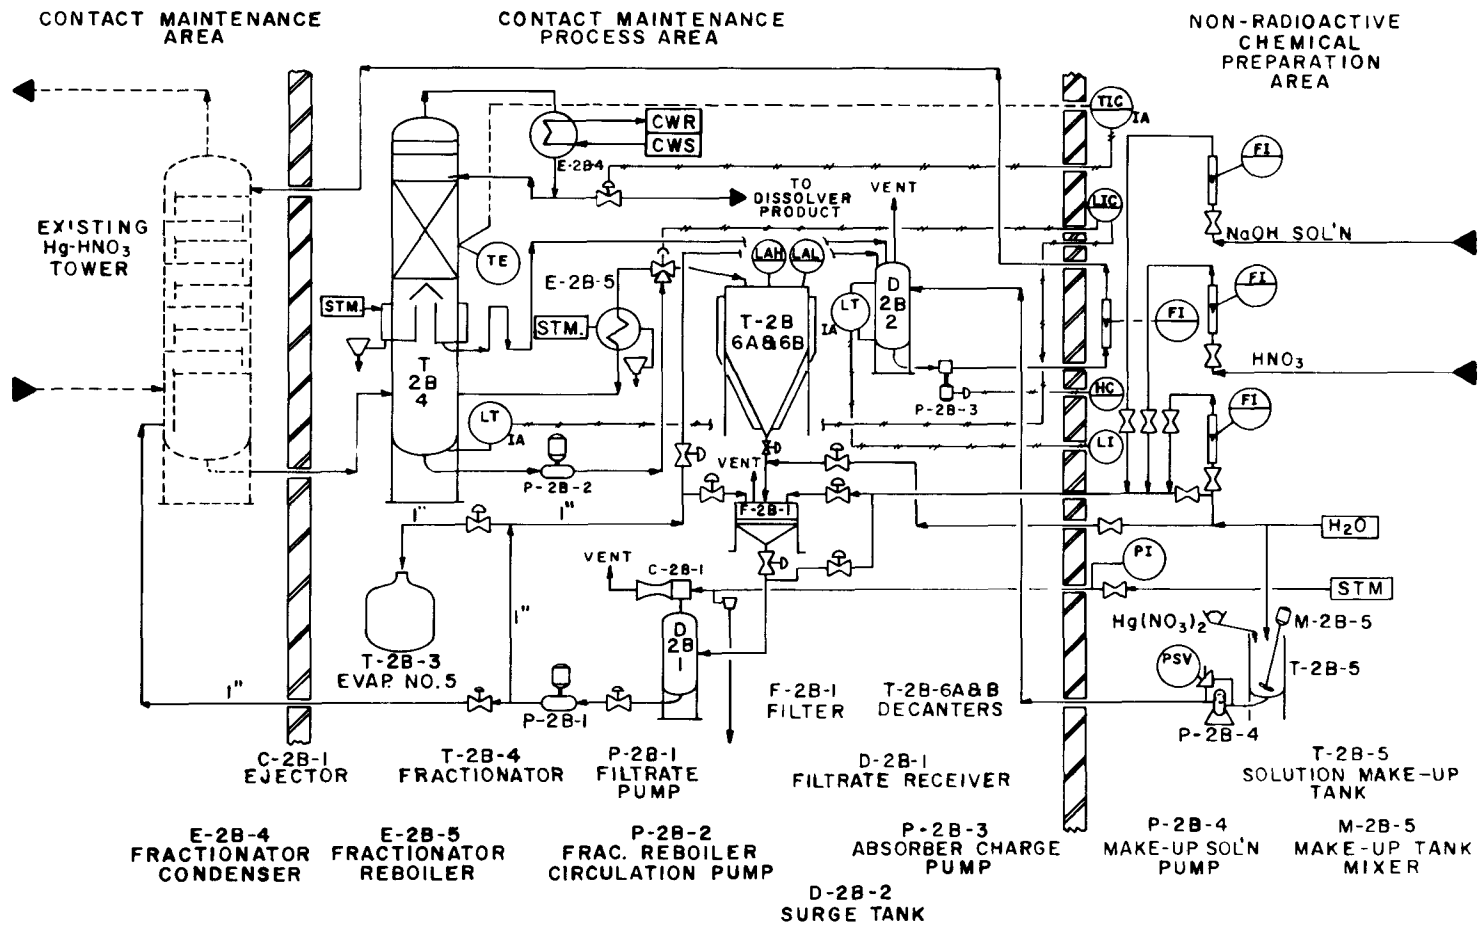 CONTACT MAINTENANCE
AREA
CONTACT MAINTENANCE
PROCESS AREA
NON-RADIOACTIVE
CHEMICAL
PREPARATION
AREA
TIC
IA
CWR
CWS
E-2B-4
FI
TO
DISSOLVER
PRODUCT
VENT
LIC
EXISTING
Hg-HNO3
TOWER
NaOH SOL'N
TE
E-2B-5
LAH
LAL
FI
STM.
STM.
T-2B
6A&6B
IA
LT
D
2B
2
FI
HNO3
T
2B
4
P-2B-3
HC
FI
LT
IA
LI
P-2B-2
VENT
1"
1"
F-2B-1
H2O
VENT
C-2B-1
PI
STM
1"
D
2B
1
Hg(NO3)2
M-2B-5
T-2B-3
EVAP. NO. 5
PSV
T-2B-5
1"
P-2B-1
F-2B-1
FILTER
T-2B-6A&B
DECANTERS
P-2B-4
C-2B-1
EJECTOR
T-2B-4
FRACTIONATOR
P-2B-1
FILTRATE
PUMP
D-2B-1
FILTRATE RECEIVER
T-2B-5
SOLUTION MAKE-UP
TANK
E-2B-4
FRACTIONATOR
CONDENSER
E-2B-5
FRACTIONATOR
REBOILER
P-2B-2
FRAC. REBOILER
CIRCULATION PUMP
P-2B-3
ABSORBER CHARGE
PUMP
P-2B-4
MAKE-UP SOL'N
PUMP
M-2B-5
MAKE-UP TANK
MIXER
D-2B-2
SURGE TANK